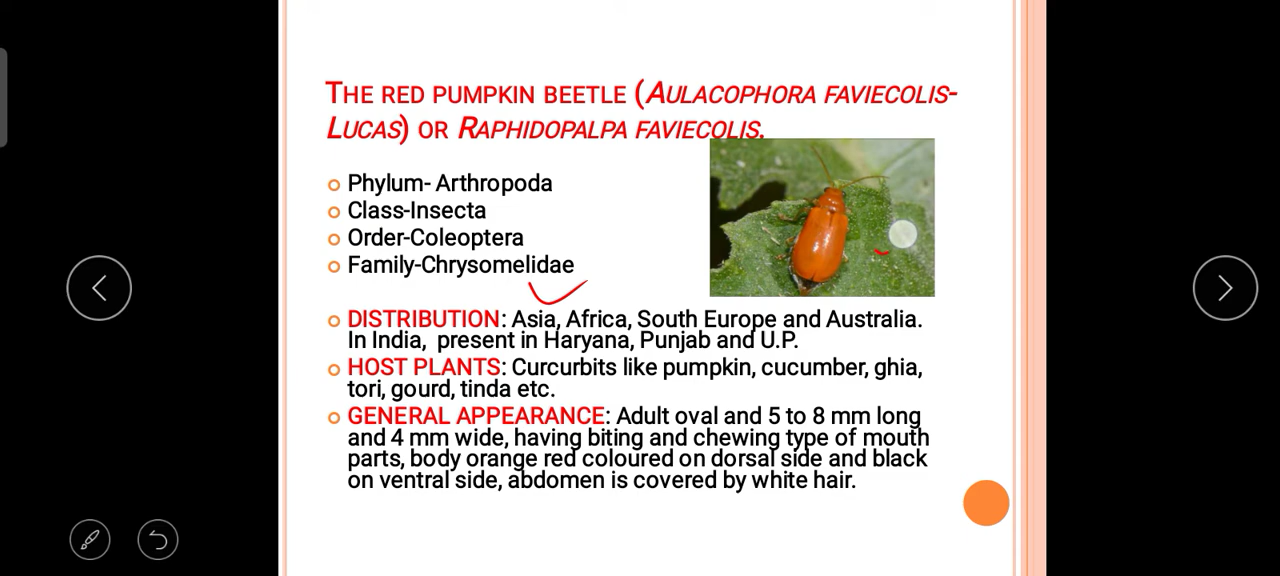 THE RED PUMPKIN BEETLE (AULACOPHORA FAVIECOLIS-
LUCAS) OR RAPHIDOPALPA FAVIECOLIS.
Phylum- Arthropoda
Class-Insecta
Order-Coleoptera
Family-Chrysomelidae
DISTRIBUTION: Asia, Africa, South Europe and Australia.
In India, present in Haryana, Punjab and U.P.
HOST PLANTS: Curcurbits like pumpkin, cucumber, ghia,
tori, gourd, tinda etc.
GENERAL APPEARANCE: Adult oval and 5 to 8 mm long
and 4 mm wide, having biting and chewing type of mouth
parts, body orange red coloured on dorsal side and black
on ventral side, abdomen is covered by white hair.